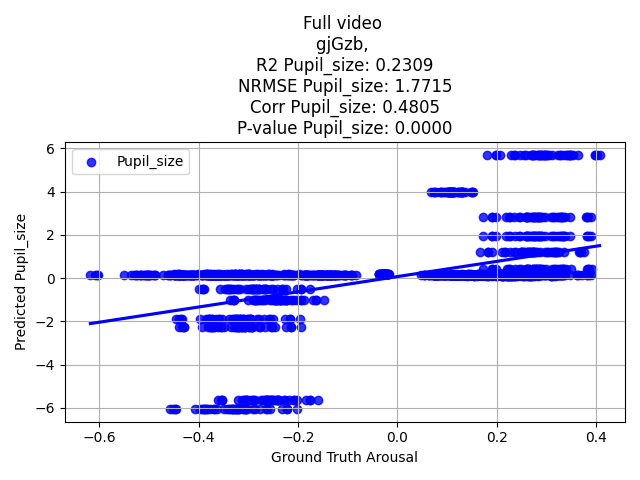 Full video
gjGzb,
R2 Pupil_size: 0.2309
NRMSE Pupil_size: 1.7715
Corr Pupil_size: 0.4805
P-value Pupil_size: 0.0000
Pupil_size
6
4
2
0
−2
−4
−6
Predicted Pupil_size
−0.6 −0.4 −0.2 0.0 0.2 0.4
Ground Truth Arousal